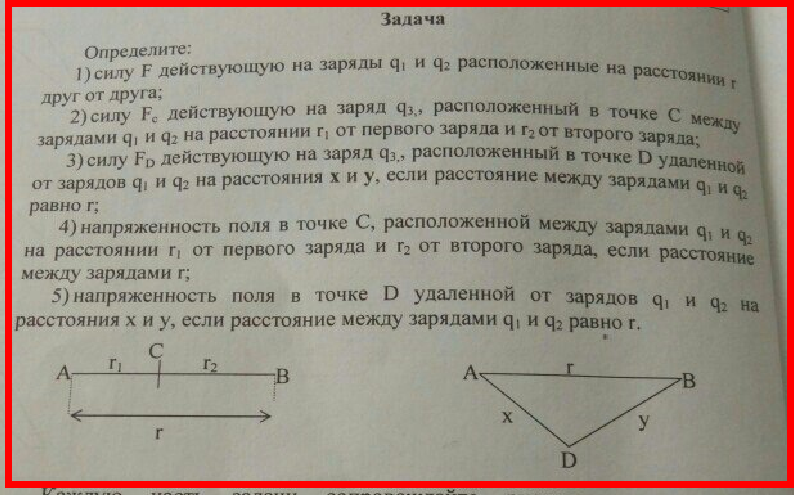 Задача
Определите:
1) силу F действующую на заряды q₁ и q₂ расположенные на расстоянии r
друг от друга;
2) силу Fc действующую на заряд q₃,, расположенный в точке C между
зарядами q₁ и q₂ на расстоянии r₁ от первого заряда и r₂ от второго заряда;
3) силу FD действующую на заряд q₃,, расположенный в точке D удаленной
от зарядов q₁ и q₂ на расстояния x и y, если расстояние между зарядами q₁ и q₂
равно r;
4) напряженность поля в точке C, расположенной между зарядами q₁ и q₂
на расстоянии r₁ от первого заряда и r₂ от второго заряда, если расстояние
между зарядами r;
5) напряженность поля в точке D удаленной от зарядов q₁ и q₂ на
расстояния x и y, если расстояние между зарядами q₁ и q₂ равно r.
A r₁ C r₂ B
r
A r B
x y
D